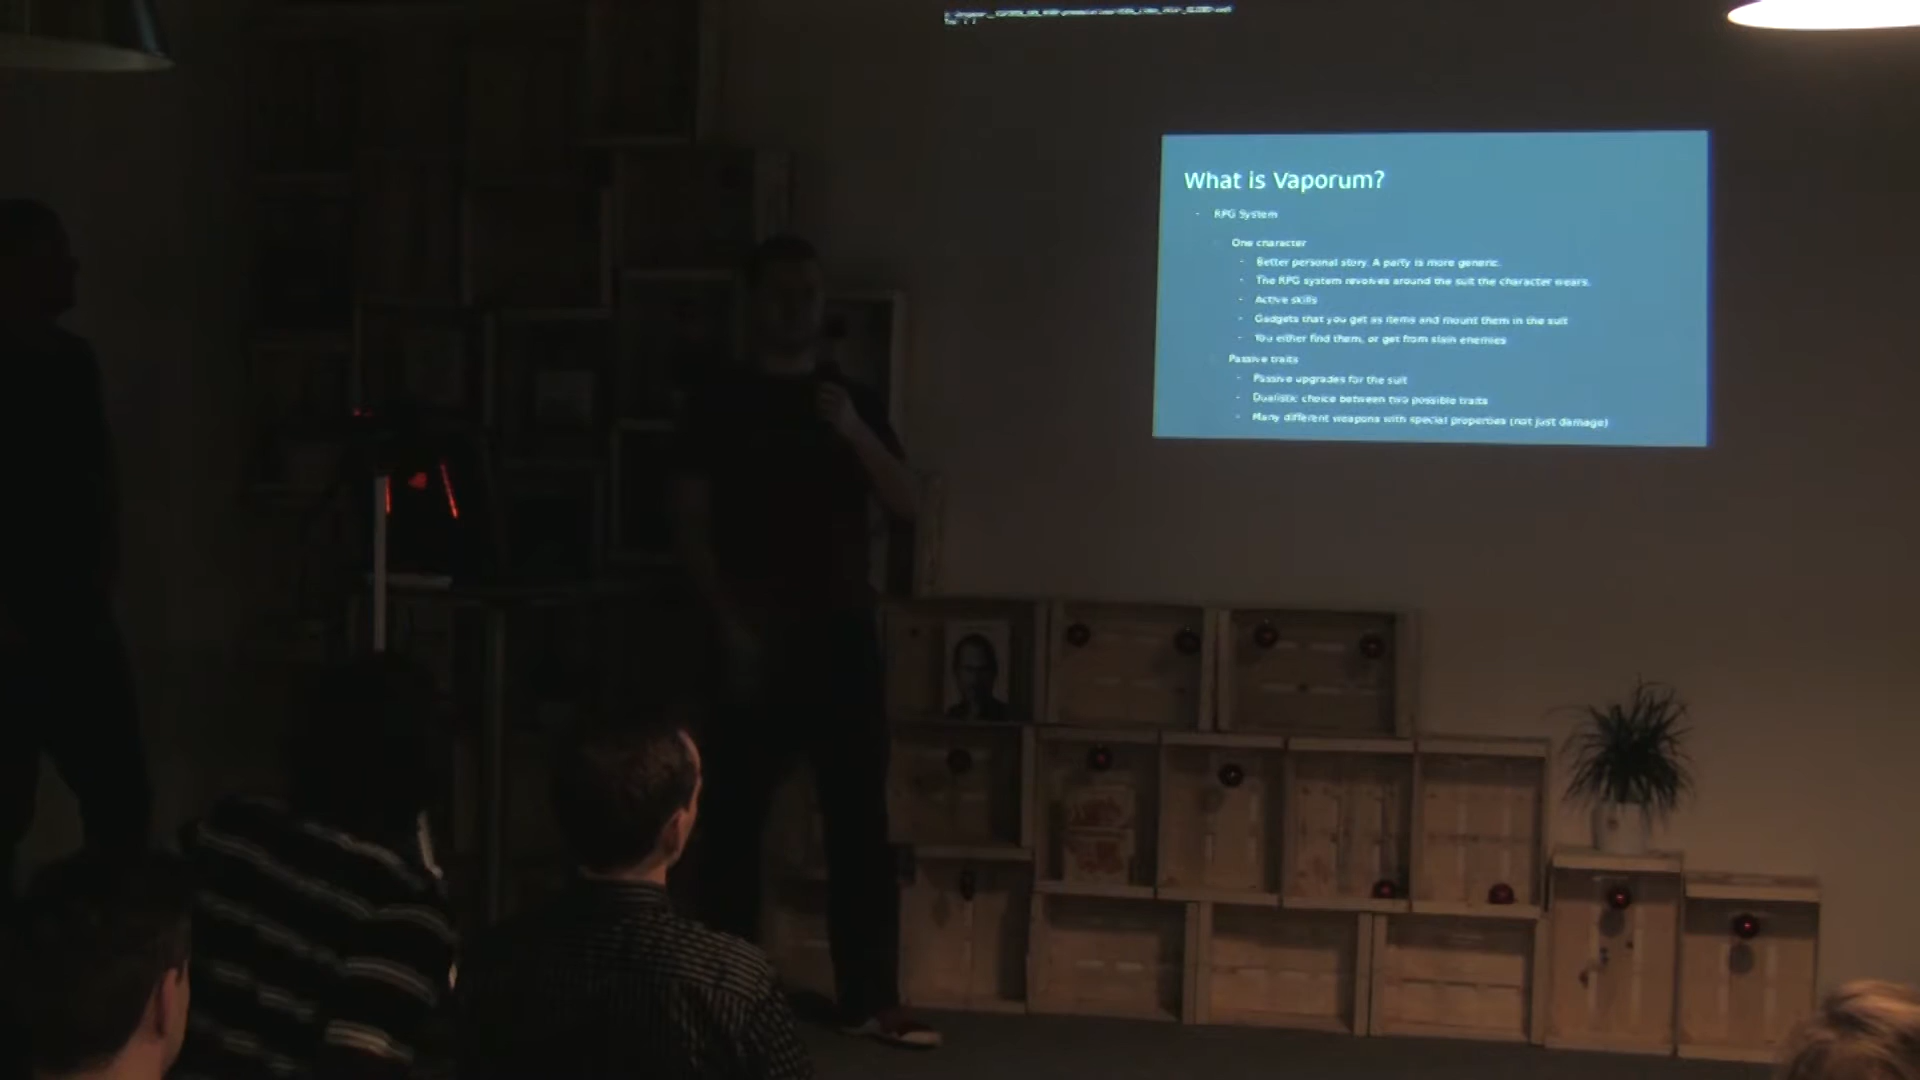 What is Vaporum?
- RPG System
One character
- Better personal story. A party is more generic.
- The RPG system revolves around the suit the character wears.
- Active skills
- Gadgets that you get as items and mount them in the suit
- You either find them, or get from slain enemies
Passive traits
- Passive upgrades for the suit
- Dualistic choice between two possible traits
- Many different weapons with special properties (not just damage)